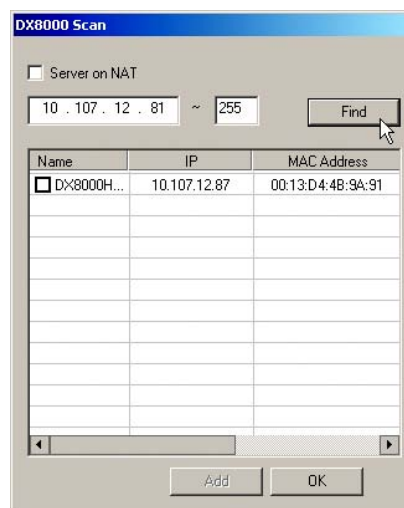 DX8000 Scan
Server on NAT
10 . 107 . 12 . 81 ~ 255 Find
Name IP MAC Address
DX8000H... 10.107.12.87 00:13:D4:4B:9A:91
Add OK